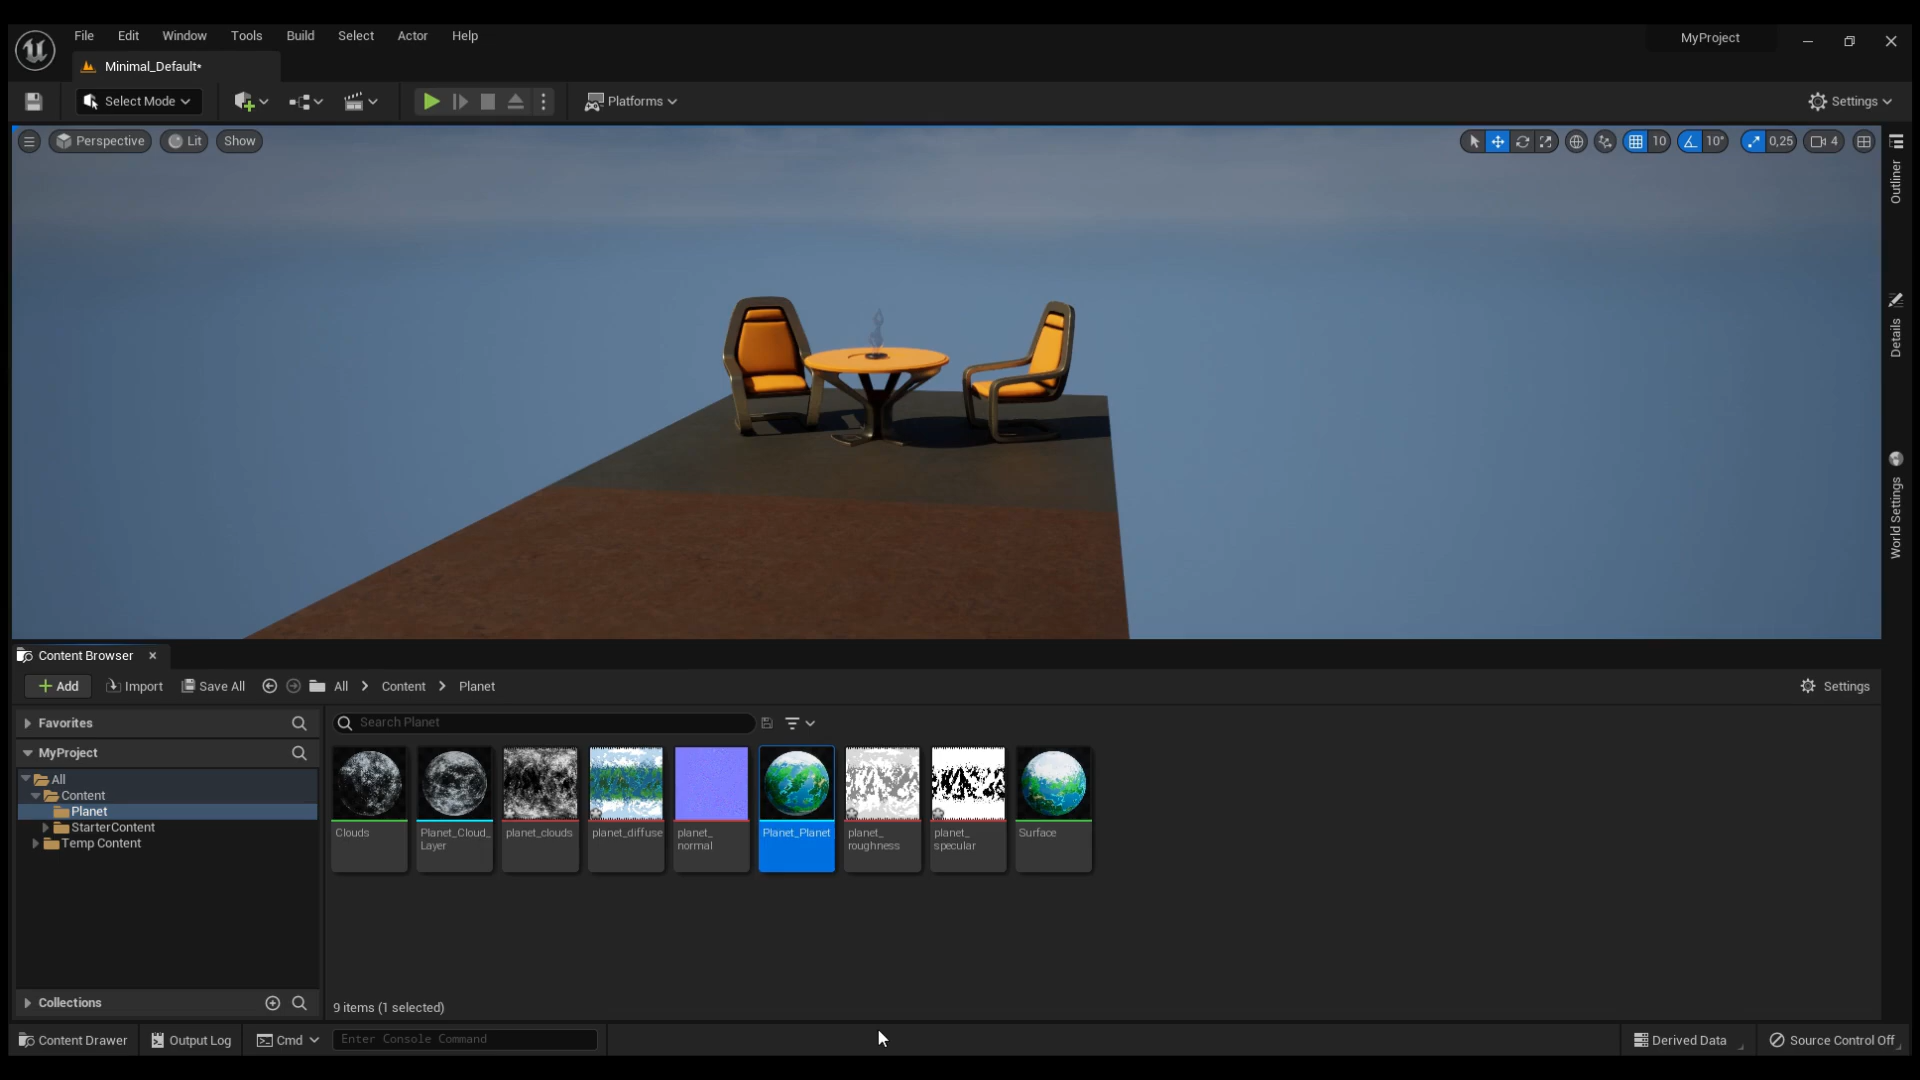 File Edit Window Tools Build Select Actor Help
MyProject
Minimal_Default•
Select Mode
Platforms
Settings
Perspective Lit Show
10 10° 0,25 4
Outliner
Details
World Settings
Content Browser
Add Import Save All All Content Planet Settings
Favorites
Search Planet
MyProject
All
Content
Planet
StarterContent
Temp Content
Clouds
Planet_Cloud_
Layer
planet_clouds
planet_diffuse
planet_
normal
Planet_Planet
planet_
roughness
planet_
specular
Surface
Collections
9 items (1 selected)
Content Drawer Output Log Cmd Enter Console Command Derived Data Source Control Off